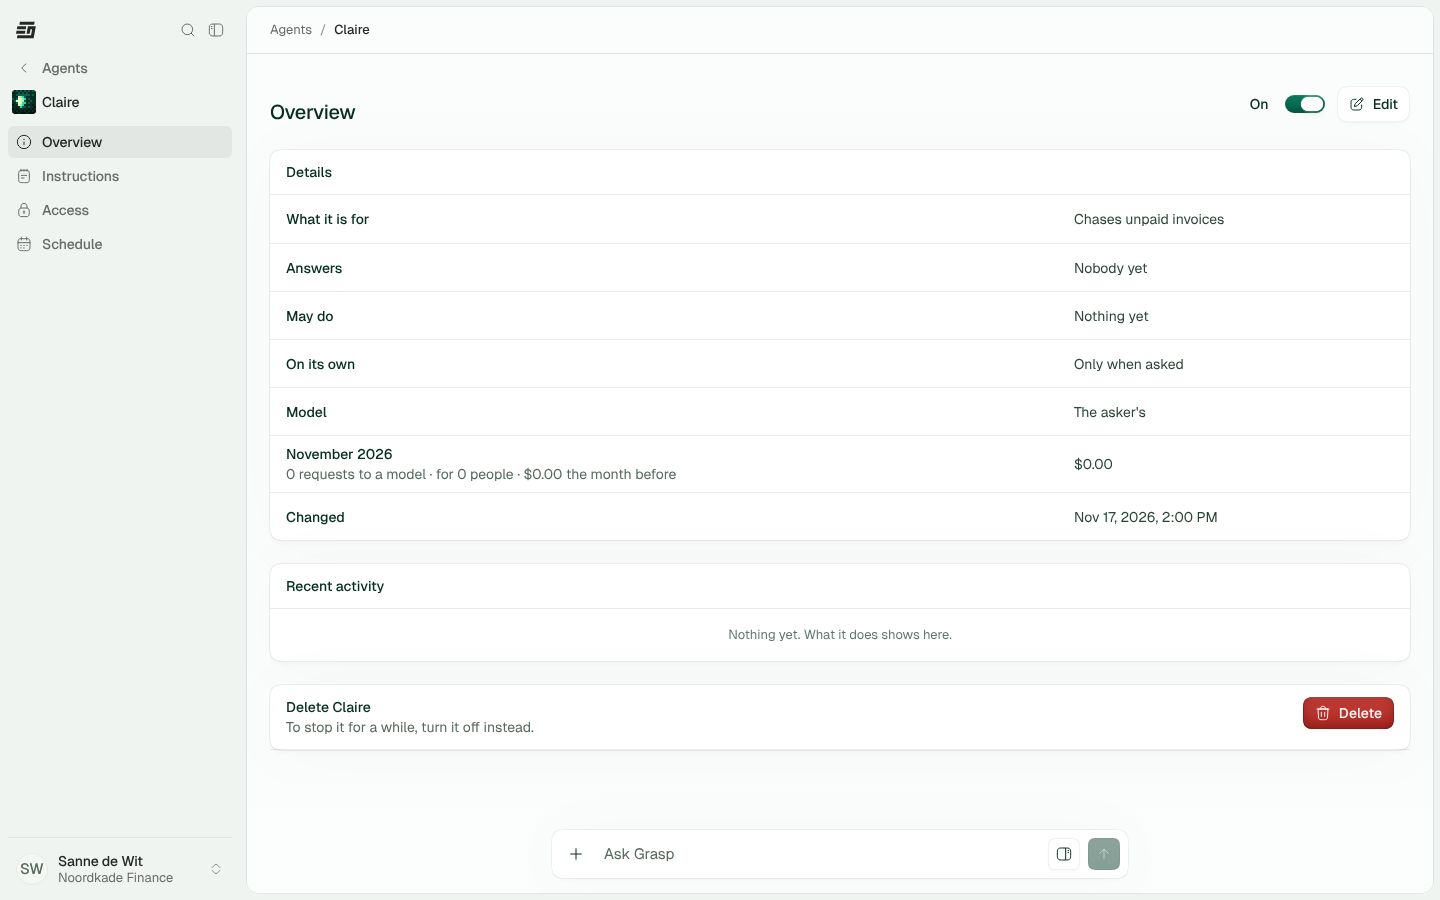 Agents
Claire
Overview
Instructions
Access
Schedule
SW
Sanne de Wit
Noordkade Finance
Agents / Claire
Overview
On
Edit
Details
What it is for
Chases unpaid invoices
Answers
Nobody yet
May do
Nothing yet
On its own
Only when asked
Model
The asker's
November 2026
0 requests to a model · for 0 people · $0.00 the month before
$0.00
Changed
Nov 17, 2026, 2:00 PM
Recent activity
Nothing yet. What it does shows here.
Delete Claire
To stop it for a while, turn it off instead.
Delete
Ask Grasp